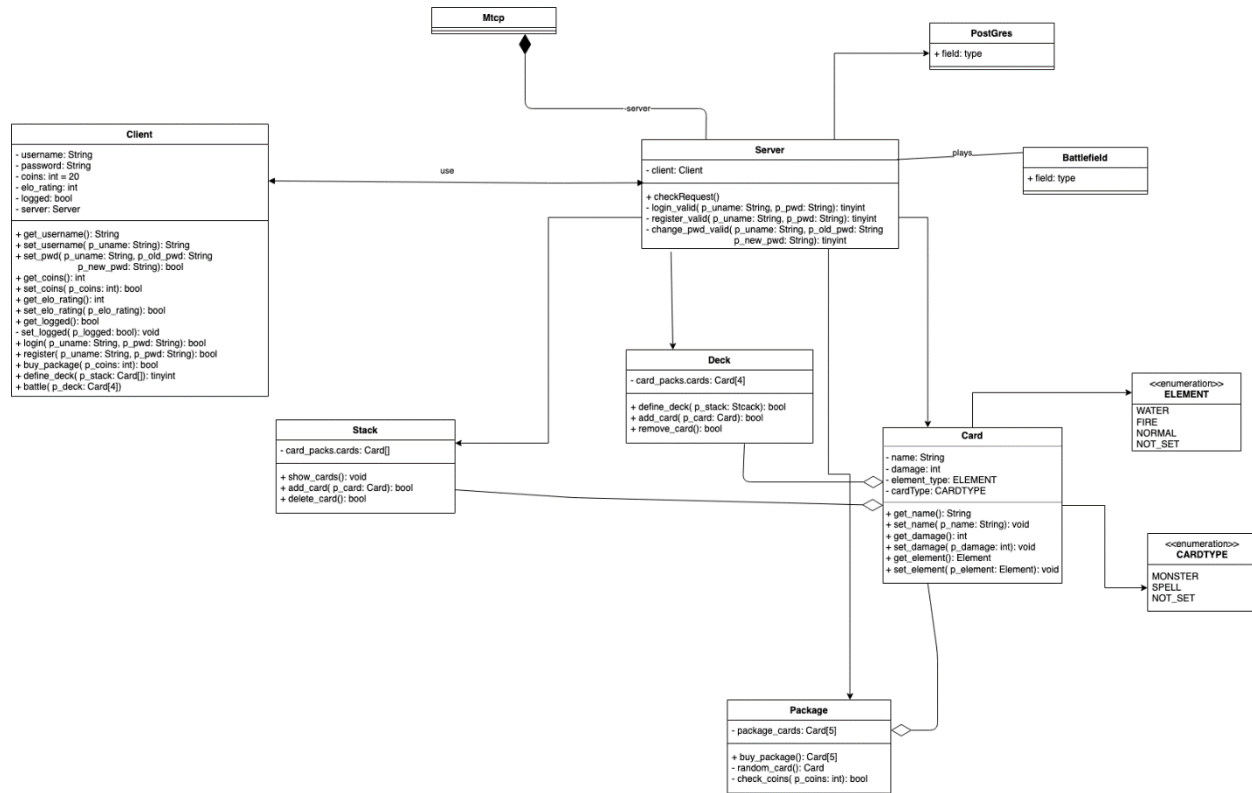 Mtcp
PostGres
+ field: type
server
Client
- username: String
- password: String
- coins: int = 20
- elo_rating: int
- logged: bool
- server: Server
+ get_username(): String
+ set_username( p_uname: String): String
+ set_pwd( p_uname: String, p_old_pwd: String
p_new_pwd: String): bool
+ get_coins(): int
+ set_coins( p_coins: int): bool
+ get_elo_rating(): int
+ set_elo_rating( p_elo_rating): bool
+ get_logged(): bool
- set_logged( p_logged: bool): void
+ login( p_uname: String, p_pwd: String): bool
+ register( p_uname: String, p_pwd: String): bool
+ buy_package( p_coins: int): bool
+ define_deck( p_stack: Card[]): tinyint
+ battle( p_deck: Card[4])
use
Server
- client: Client
+ checkRequest()
- login_valid( p_uname: String, p_pwd: String): tinyint
- register_valid( p_uname: String, p_pwd: String): tinyint
- change_pwd_valid( p_uname: String, p_old_pwd: String
p_new_pwd: String): tinyint
plays
Battlefield
+ field: type
Deck
- card_packs.cards: Card[4]
+ define_deck( p_stack: Stcack): bool
+ add_card( p_card: Card): bool
+ remove_card(): bool
Stack
- card_packs.cards: Card[]
+ show_cards(): void
+ add_card( p_card: Card): bool
+ delete_card(): bool
Card
- name: String
- damage: int
- element_type: ELEMENT
- cardType: CARDTYPE
+ get_name(): String
+ set_name( p_name: String): void
+ get_damage(): int
+ set_damage( p_damage: int): void
+ get_element(): Element
+ set_element( p_element: Element): void
<<enumeration>>
ELEMENT
WATER
FIRE
NORMAL
NOT_SET
<<enumeration>>
CARDTYPE
MONSTER
SPELL
NOT_SET
Package
- package_cards: Card[5]
+ buy_package(): Card[5]
- random_card(): Card
- check_coins( p_coins: int): bool